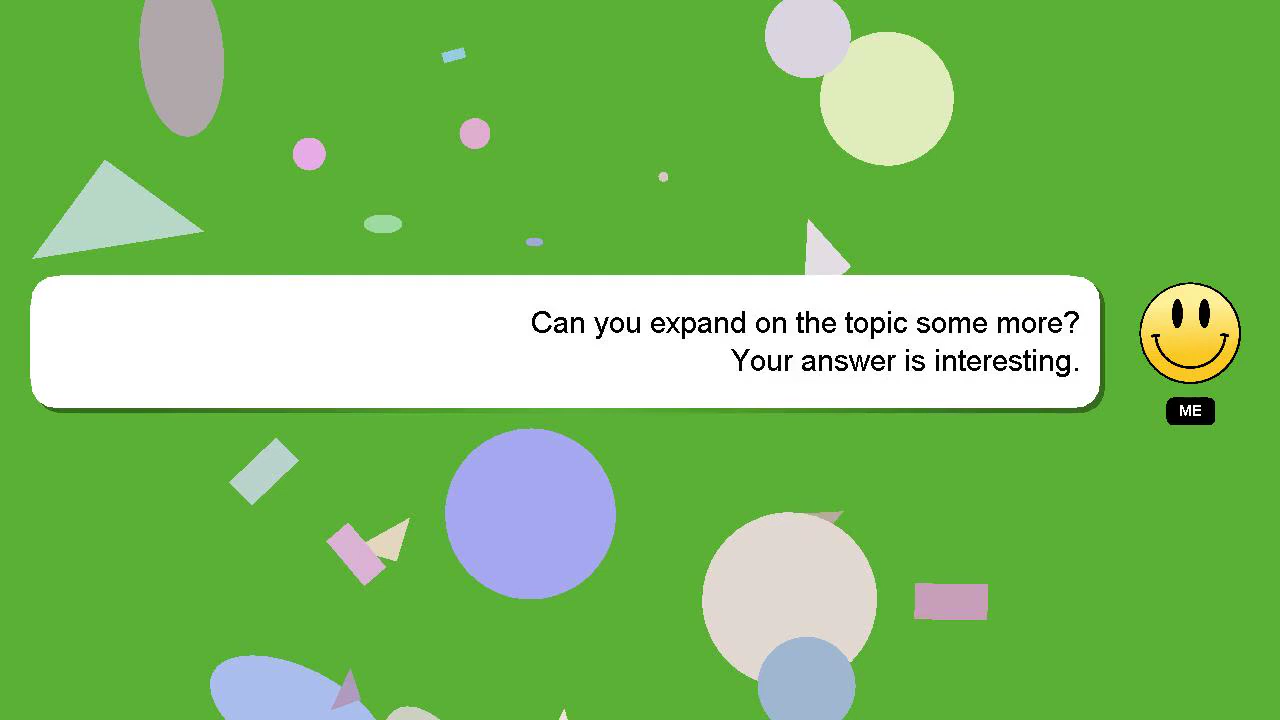 Can you expand on the topic some more?
Your answer is interesting.
ME